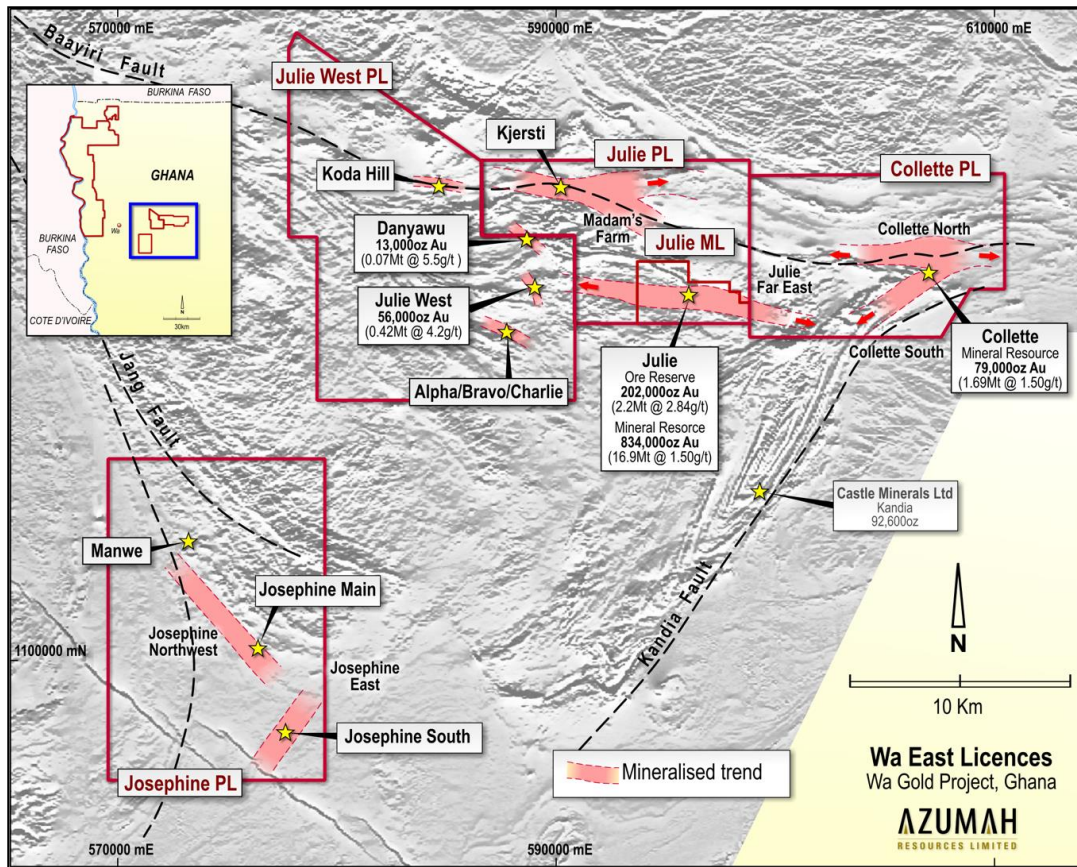 570000 mE
590000 mE
610000 mE
Baayiri Fault
Julie West PL
BURKINA FASO
GHANA
Wa
BURKINA
FASO
COTE D'IVOIRE
N
30km
Kjersti
Julie PL
Koda Hill
Collette PL
Danyawu
13,000oz Au
(0.07Mt @ 5.5g/t )
Madam's
Farm
Julie ML
Collette North
Julie
Far East
Julie West
56,000oz Au
(0.42Mt @ 4.2g/t)
Collette South
Alpha/Bravo/Charlie
Julie
Ore Reserve
202,000oz Au
(2.2Mt @ 2.84g/t)
Mineral Resorce
834,000oz Au
(16.9Mt @ 1.50g/t)
Collette
Mineral Resource
79,000oz Au
(1.69Mt @ 1.50g/t)
Jang Fault
Castle Minerals Ltd
Kandia
92,600oz
Manwe
Josephine Main
Kandia Fault
Josephine
Northwest
1100000 mN
Josephine
East
Josephine South
Josephine PL
N
10 Km
Mineralised trend
Wa East Licences
Wa Gold Project, Ghana
AZUMAH
RESOURCES LIMITED
570000 mE
590000 mE